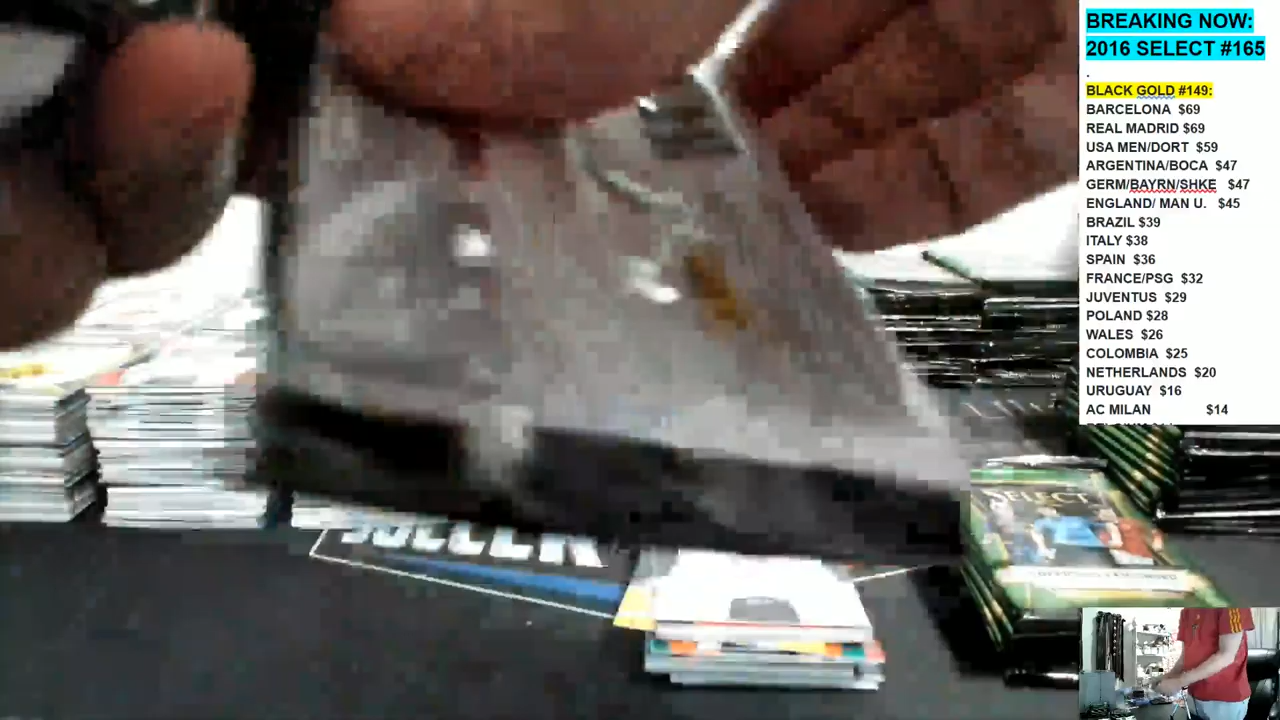 BREAKING NOW:
2016 SELECT #165
.
BLACK GOLD #149:
BARCELONA $69
REAL MADRID $69
USA MEN/DORT $59
ARGENTINA/BOCA $47
GERM/BAYRN/SHKE $47
ENGLAND/ MAN U. $45
BRAZIL $39
ITALY $38
SPAIN $36
FRANCE/PSG $32
JUVENTUS $29
POLAND $28
WALES $26
COLOMBIA $25
NETHERLANDS $20
URUGUAY $16
AC MILAN $14
SELECT
SOCCER